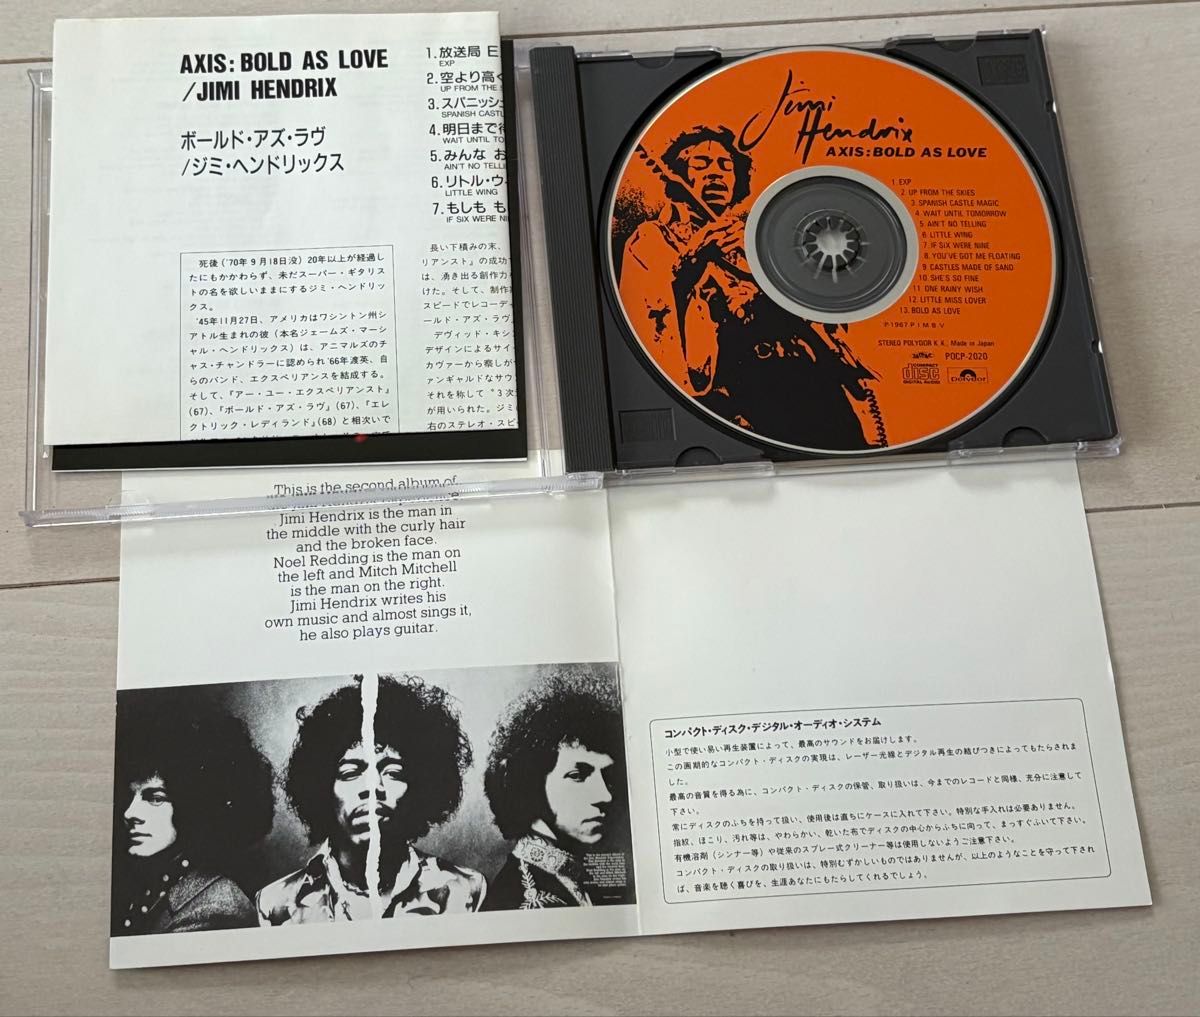 AXIS: BOLD AS LOVE
/JIMI HENDRIX
ボールド・アズ・ラヴ
/ジミ・ヘンドリックス
死後('70年9月18日没)20年以上が経過し
たにもかかわらず、未だスーパー・ギタリス
トの名を欲しいままにするジミ・ヘンドリッ
クス。
'45年11月27日、アメリカはワシントン州シ
アトル生まれの彼(本名ジェームズ・マーシ
ャル・ヘンドリックス)は、アニマルズのチ
ャス・チャンドラーに認められ'66年渡英、自
らのバンド、エクスペリアンスを結成する。
そして、『アー・ユー・エクスペリアンスト』
(67)、『ボールド・アズ・ラヴ』(67)、『エレ
クトリック・レディランド』(68)と相次いで
1.放送局 E
EXP
2.空より高く
UP FROM THE
3.スパニッシュ
SPANISH CASTL
4.明日まで待
WAIT UNTIL TO
5.みんな お
AIN'T NO TELLI
6.リトル・ウ
LITTLE WING
7.もしも も
IF SIX WERE NI
長い下積みの末、
リアンスト』の成功
は、湧き出る創作力
けた。そして、制作
スピードでレコーデ
ールド・アズ・ラヴ』
デヴィッド・キシ
デザインによるサイ
カヴァーから察しが
ァンギャルドなサウ
それを称して〝3次
が用いられた。ジミの
右のステレオ・スピ
Jimi
Hendrix
AXIS: BOLD AS LOVE
1. EXP
2. UP FROM THE SKIES
3. SPANISH CASTLE MAGIC
4. WAIT UNTIL TOMORROW
5. AIN'T NO TELLING
6. LITTLE WING
7. IF SIX WERE NINE
8. YOU'VE GOT ME FLOATING
9. CASTLES MADE OF SAND
10. SHE'S SO FINE
11. ONE RAINY WISH
12. LITTLE MISS LOVER
13. BOLD AS LOVE
P-1967 P I M B V
STEREO POLYDOR K.K., Made in Japan
POCP-2020
COMPACT
disc
DIGITAL AUDIO
Polydor
This is the second album of
Jimi Hendrix is the man in
the middle with the curly hair
and the broken face.
Noel Redding is the man on
the left and Mitch Mitchell
is the man on the right.
Jimi Hendrix writes his
own music and almost sings it,
he also plays guitar.
コンパクト・ディスク・デジタル・オーディオ・システム
小型で使い易い再生装置によって、最高のサウンドをお届けします。
この画期的なコンパクト・ディスクの実現は、レーザー光線とデジタル再生の結びつきによってもたらされま
した。
最高の音質を得る為に、コンパクト・ディスクの保管、取り扱いは、今までのレコードと同様、充分に注意して
下さい。
常にディスクのふちを持って扱い、使用後は直ちにケースに入れて下さい。特別な手入れは必要ありません。
指紋、ほこり、汚れ等は、やわらかい、乾いた布でディスクの中心からふちに向って、まっすぐふいて下さい。
有機溶剤(シンナー等)や従来のスプレー式クリーナー等は使用しないようご注意下さい。
コンパクト・ディスクの取り扱いは、特別むずかしいものではありませんが、以上のようなことを守って下され
ば、音楽を聴く喜びを、生涯あなたにもたらしてくれるでしょう。